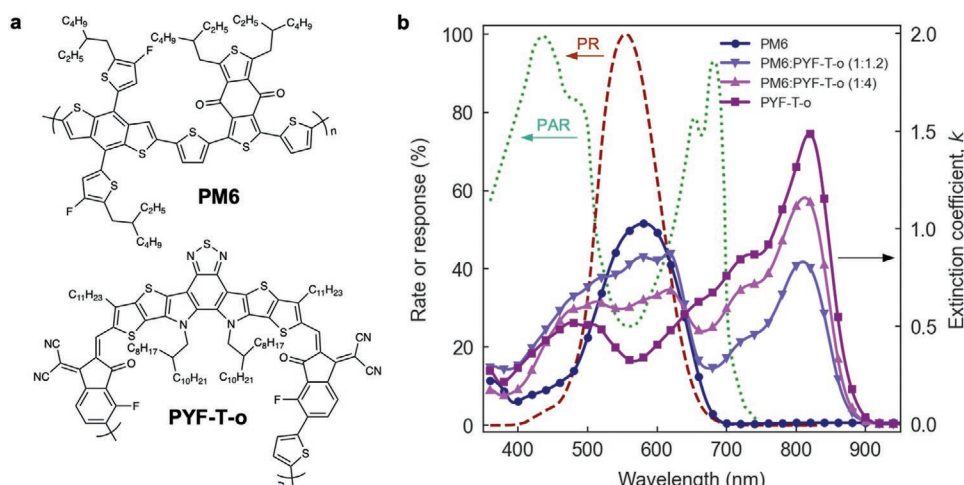 a
C₄H₉
C₂H₅
C₂H₅
C₄H₉
C₄H₉
F
C₂H₅
S
S
S
O
O
S
S
n
S
S
S
S
F
C₂H₅
C₄H₉
PM6
S
N
N
C₁₁H₂₃
S
S
C₁₁H₂₃
S
N
N
S
C₈H₁₇
C₈H₁₇
CN
CN
NC
O
C₁₀H₂₁
C₁₀H₂₁
O
CN
CN
F
F
PYF-T-o
S
n
b
100
80
60
40
20
0
Rate or response (%)
PR
PAR
PM6
PM6:PYF-T-o (1:1.2)
PM6:PYF-T-o (1:4)
PYF-T-o
2.0
1.5
1.0
0.5
0.0
Extinction coefficient, k
400
500
600
700
800
900
Wavelength (nm)